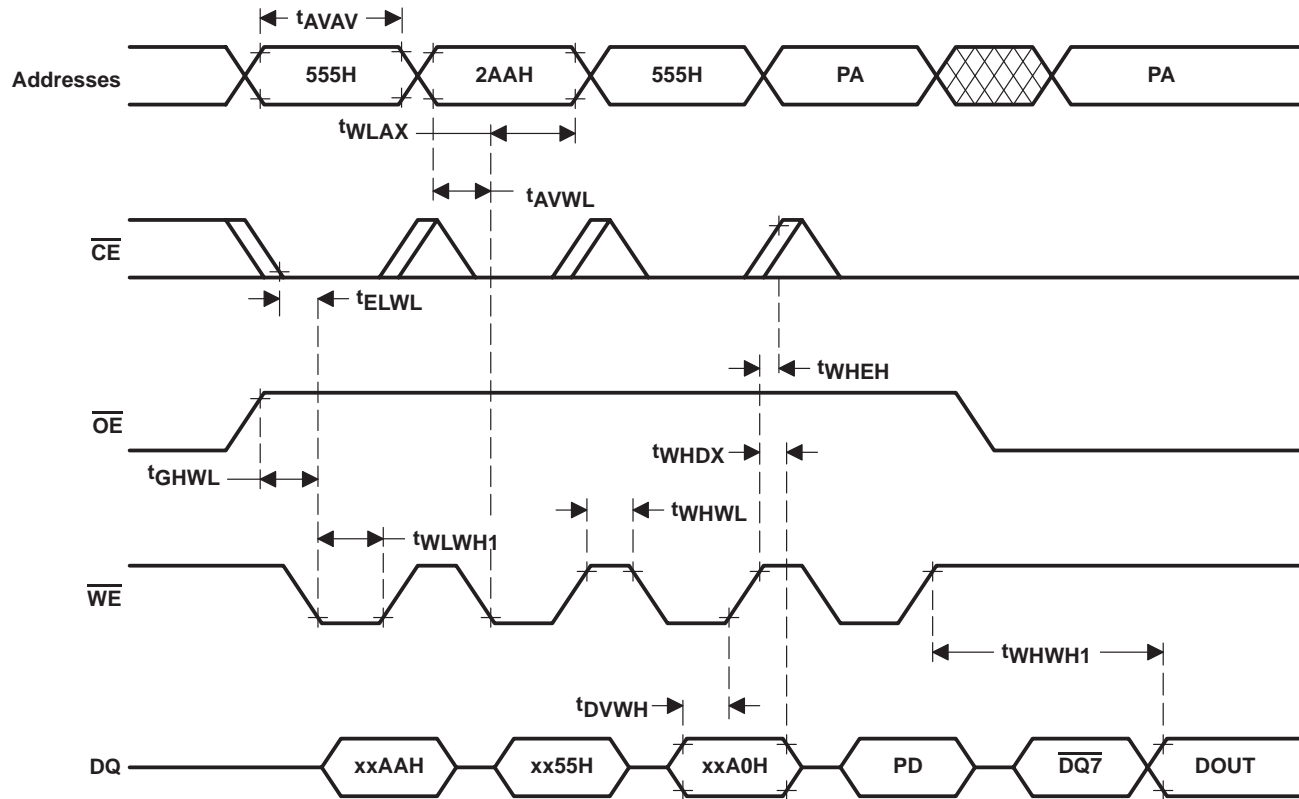 tAVAV
Addresses 555H 2AAH 555H PA PA
tWLAX
tAVWL
CE
tELWL
tWHEH
OE
tWHDX
tGHWL
tWHWL
tWLWH1
WE
tWHWH1
tDVWH
DQ xxAAH xx55H xxA0H PD DQ7 DOUT